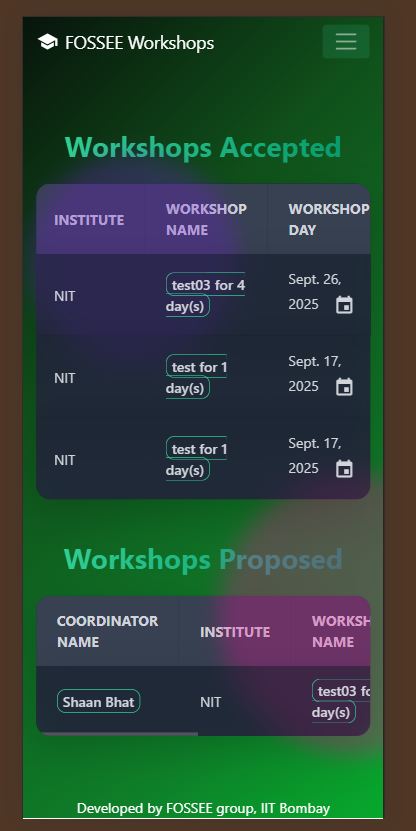 FOSSEE Workshops
Workshops Accepted
INSTITUTE
WORKSHOP
NAME
WORKSHOP
DAY
NIT
test03 for 4
day(s)
Sept. 26,
2025
NIT
test for 1
day(s)
Sept. 17,
2025
NIT
test for 1
day(s)
Sept. 17,
2025
Workshops Proposed
COORDINATOR
NAME
INSTITUTE
WORKSH
NAME
Shaan Bhat
NIT
test03 fo
day(s)
Developed by FOSSEE group, IIT Bombay